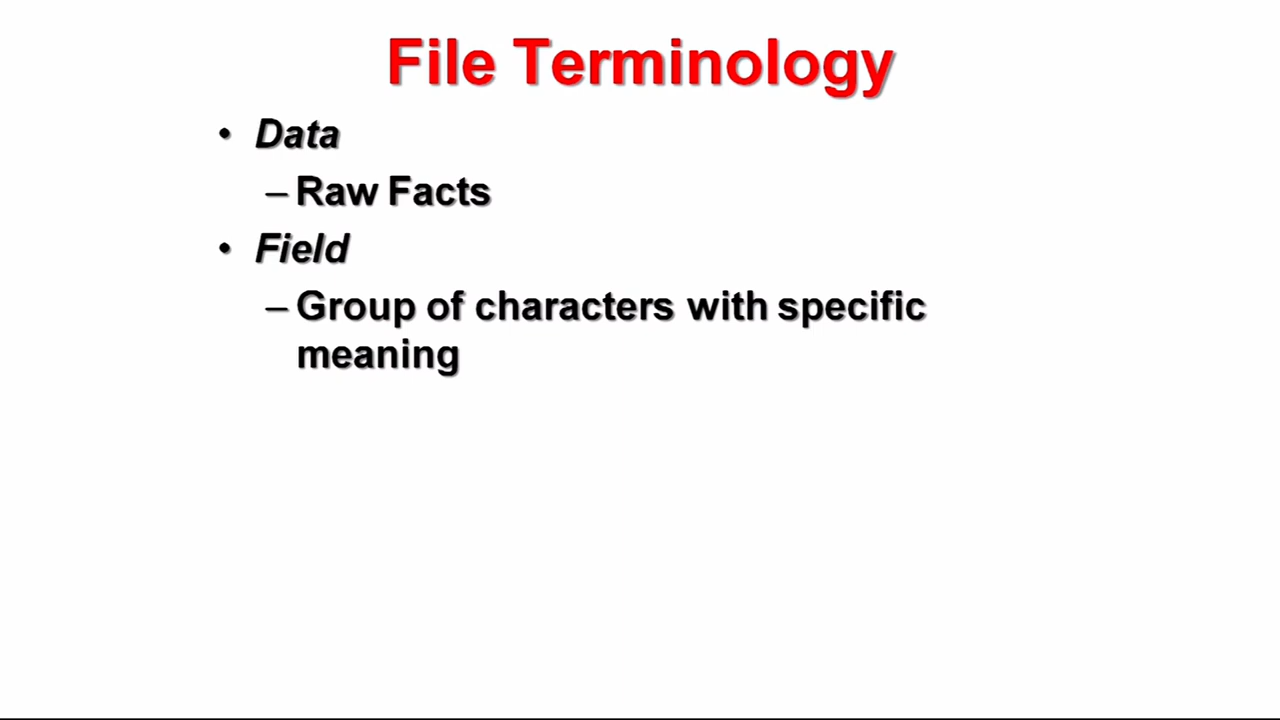 File Terminology
• Data
– Raw Facts
• Field
– Group of characters with specific
meaning